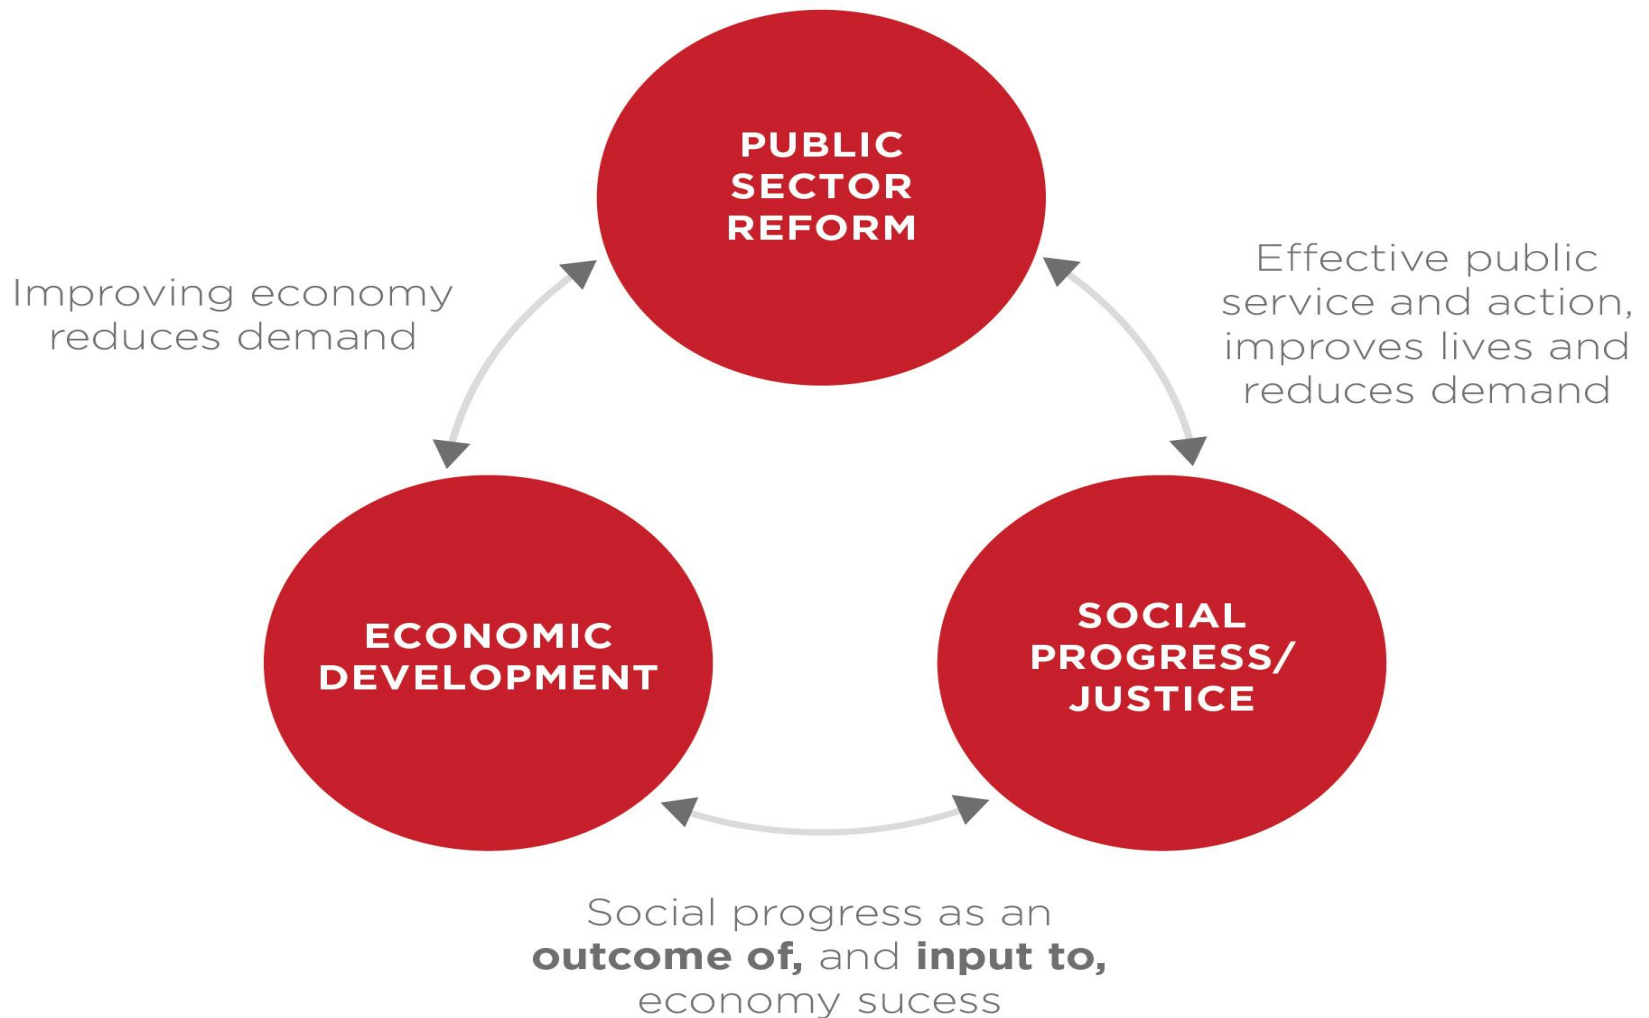 PUBLIC
SECTOR
REFORM
Improving economy
reduces demand
Effective public
service and action,
improves lives and
reduces demand
ECONOMIC
DEVELOPMENT
SOCIAL
PROGRESS/
JUSTICE
Social progress as an
outcome of, and input to,
economy sucess